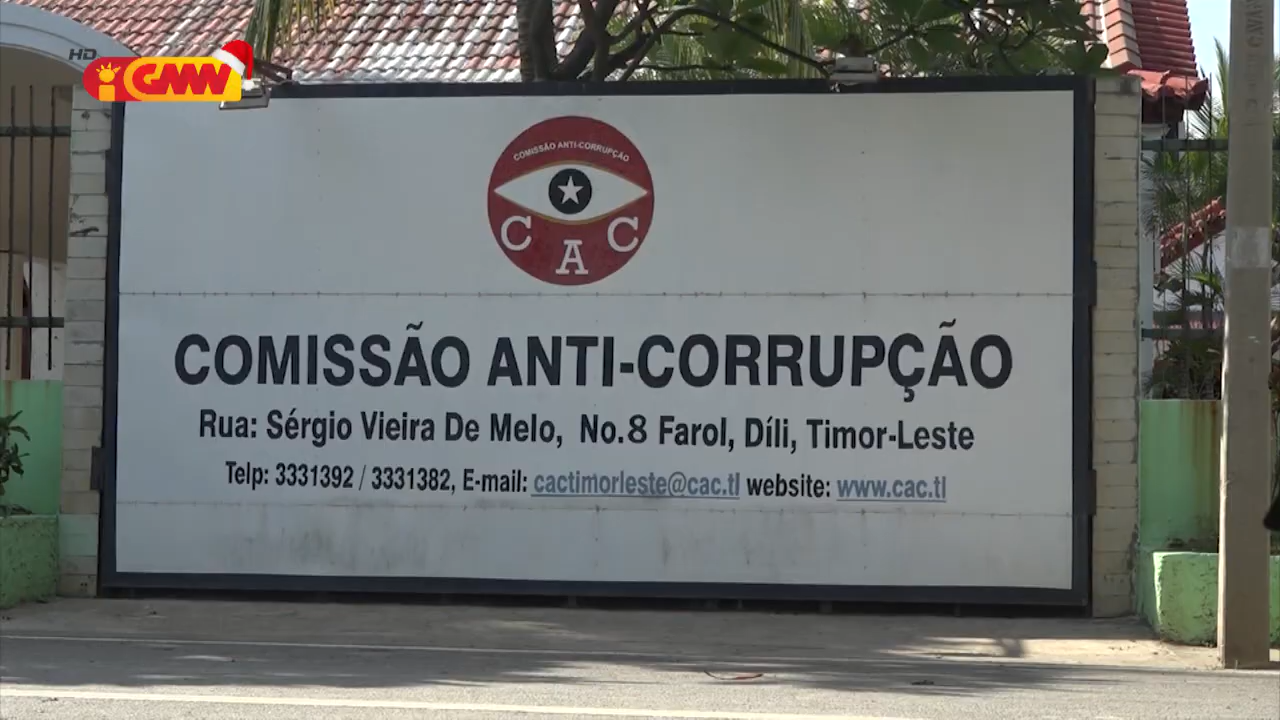 HD
GMN
COMISSÃO ANTI-CORRUPÇÃO
C A C
COMISSÃO ANTI-CORRUPÇÃO
Rua: Sérgio Vieira De Melo, No.8 Farol, Díli, Timor-Leste
Telp: 3331392 / 3331382, E-mail: cactimorleste@cac.tl website: www.cac.tl